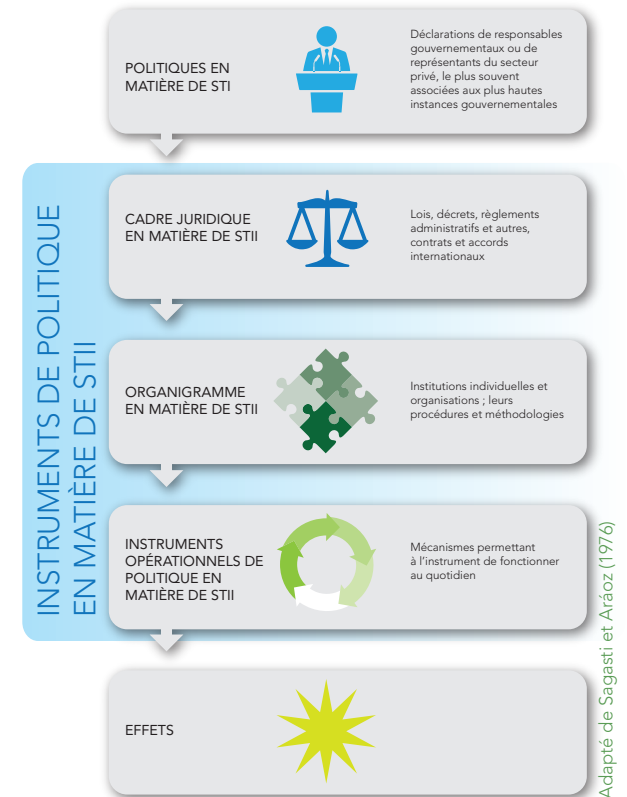 POLITIQUES EN
MATIÈRE DE STI
Déclarations de responsables
gouvernementaux ou de
représentants du secteur
privé, le plus souvent
associées aux plus hautes
instances gouvernementales
INSTRUMENTS DE POLITIQUE
EN MATIÈRE DE STII
CADRE JURIDIQUE
EN MATIÈRE DE STII
Lois, décrets, règlements
administratifs et autres,
contrats et accords
internationaux
ORGANIGRAMME
EN MATIÈRE DE STII
Institutions individuelles et
organisations ; leurs
procédures et méthodologies
INSTRUMENTS
OPÉRATIONNELS DE
POLITIQUE EN
MATIÈRE DE STII
Mécanismes permettant
à l'instrument de fonctionner
au quotidien
EFFETS
Adapté de Sagasti et Aráoz (1976)